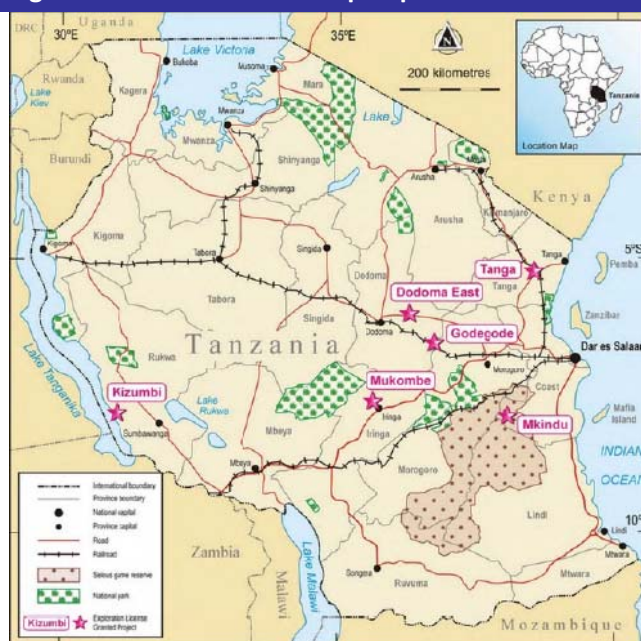 DRC
Uganda
30°E
35°E
Lake Victoria
Bukoba
Musoma
Mara
200 kilometres
Tanzania
Location Map
Rwanda
Kagera
Lake
Mwanza
Mwanza
Lake
Burundi
Shinyanga
Shinyanga
Arusha
Arusha
Kilimanjaro
Kenya
Kigoma
Kigoma
Tabora
Tabora
Singida
Singida
Dodoma
Dodoma
Tanga
Tanga
Tanga
5°S
Pemba
Zanzibar
Dodoma East
Godegode
Tanzania
Dar es Salaam
Morogoro
Coast
Rukwa
Lake Tanganika
Kizumbi
Lake Rukwa
Sumbawanga
Mukombe
Iringa
Iringa
Mkindu
Mafia Island
Mbeya
Mbeya
Morogoro
INDIAN
OCEAN
Lindi
Lindi
10°
Mtwara
Mtwara
Songea
Ruvuma
Zambia
Malawi
Lake Malawi
Mozambique
International boundary
Province boundary
National capital
Province capital
Road
Railroad
Selous game reserve
National park
Kizumbi
Exploration License
Granted Project